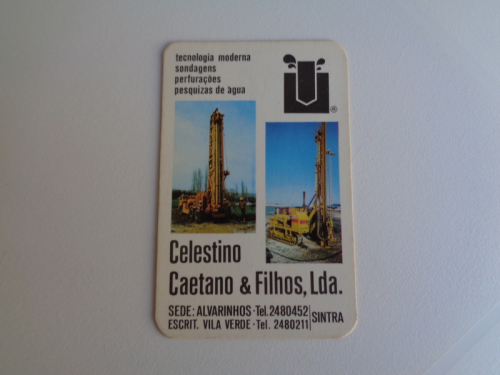 tecnologia moderna
sondagens
perfurações
pesquizas de agua
®
Celestino
Caetano & Filhos, Lda.
SEDE: ALVARINHOS · Tel. 2480452
ESCRIT. VILA VERDE · Tel. 2480211
SINTRA